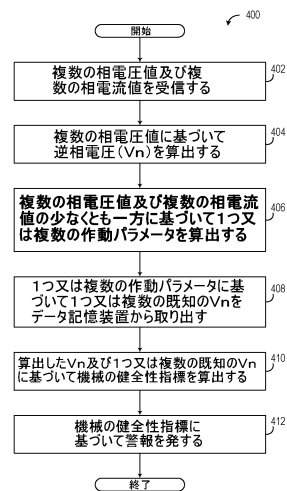 400
開始
複数の相電圧値及び複
数の相電流値を受信する
402
複数の相電圧値に基づいて
逆相電圧(Vn)を算出する
404
複数の相電圧値及び複数の相電流
値の少なくとも一方に基づいて1つ又
は複数の作動パラメータを算出する
406
1つ又は複数の作動パラメータに基
づいて1つ又は複数の既知のVnを
データ記憶装置から取り出す
408
算出したVn及び1つ又は複数の既知のVn
に基づいて機械の健全性指標を算出する
410
機械の健全性指標に
基づいて警報を発する
412
終了